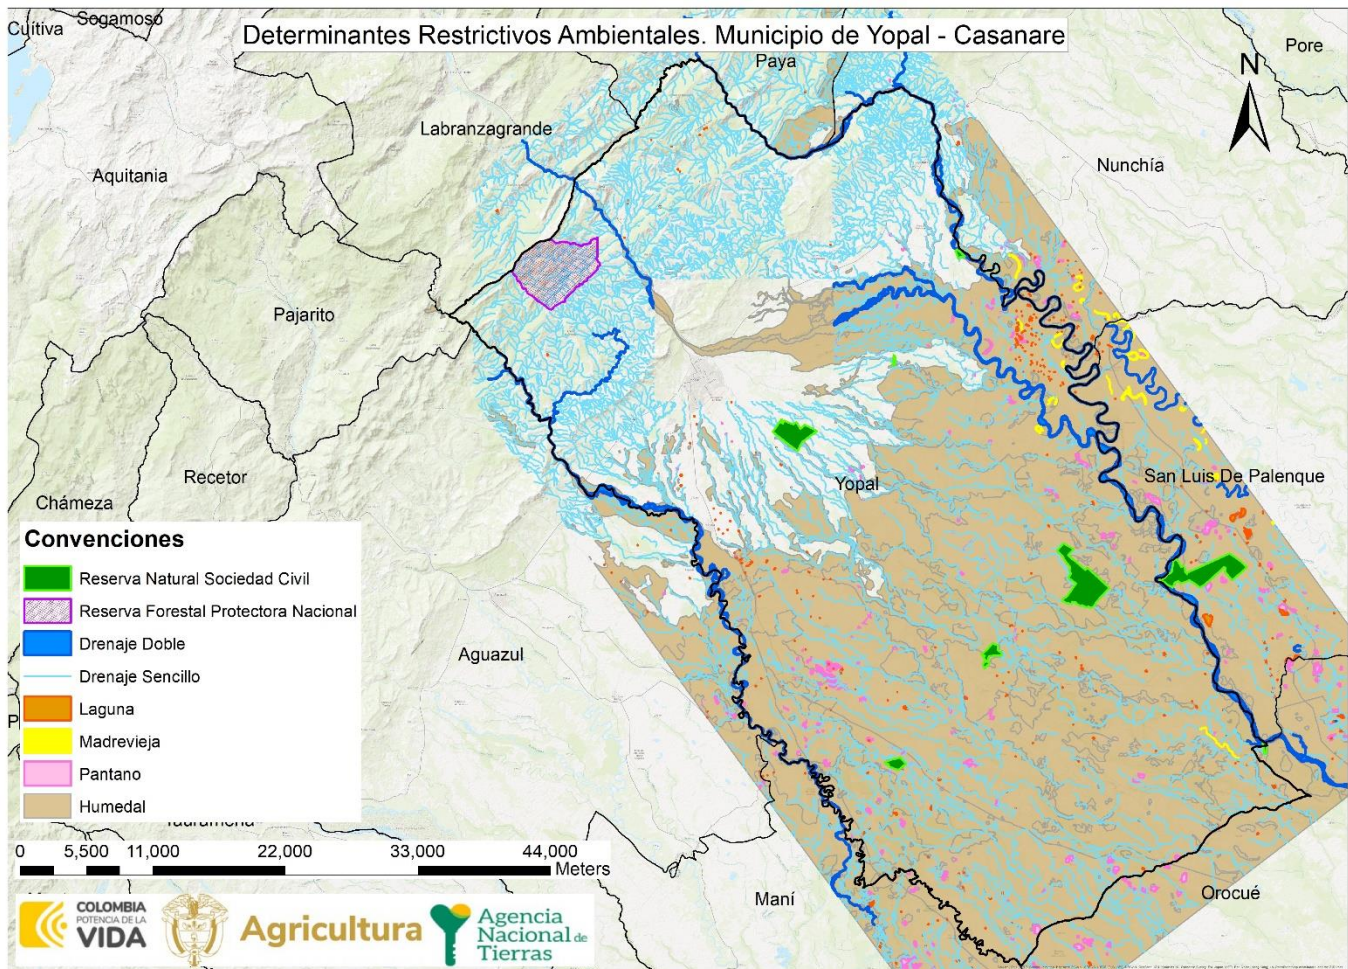 Sogamoso
Cuítiva
Determinantes Restrictivos Ambientales. Municipio de Yopal - Casanare
Pore
Paya
N
Labranzagrande
Nunchía
Aquitania
Pajarito
Recetor
Yopal
San Luis De Palenque
Chámeza
Convenciones
Reserva Natural Sociedad Civil
Reserva Forestal Protectora Nacional
Drenaje Doble
Drenaje Sencillo
Laguna
Madrevieja
Pantano
Humedal
Aguazul
P
0 5,500 11,000 22,000 33,000 44,000
Meters
Maní
Orocué
COLOMBIA
POTENCIA DE LA
VIDA
Agricultura
Agencia
Nacional de
Tierras